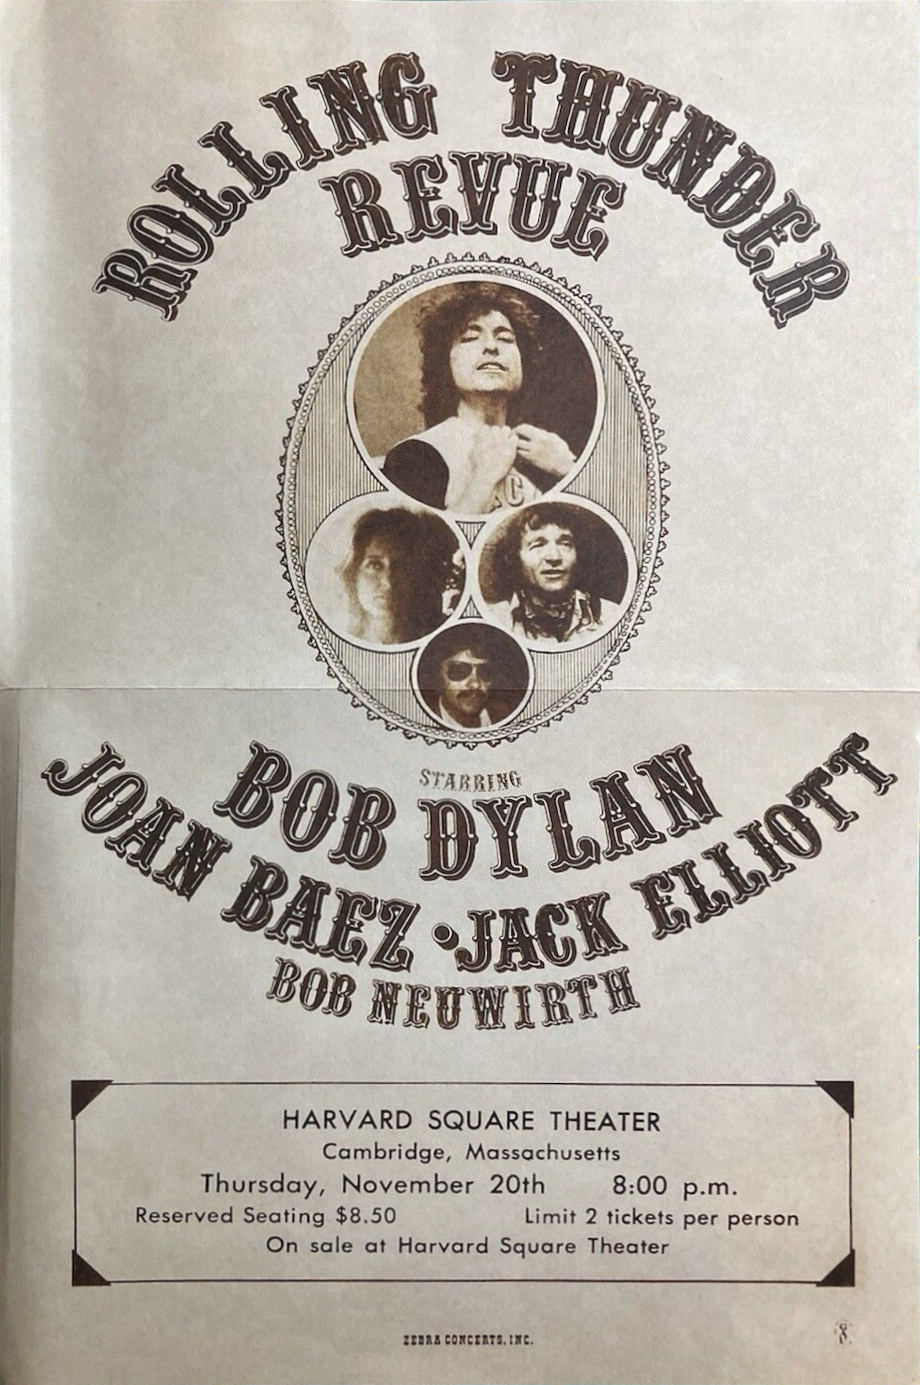 ROLLING THUNDER
REVUE
STARRING
BOB DYLAN
JOAN BAEZ • JACK ELLIOTT
BOB NEUWIRTH
HARVARD SQUARE THEATER
Cambridge, Massachusetts
Thursday, November 20th 8:00 p.m.
Reserved Seating $8.50 Limit 2 tickets per person
On sale at Harvard Square Theater
ZEBRA CONCERTS, INC.